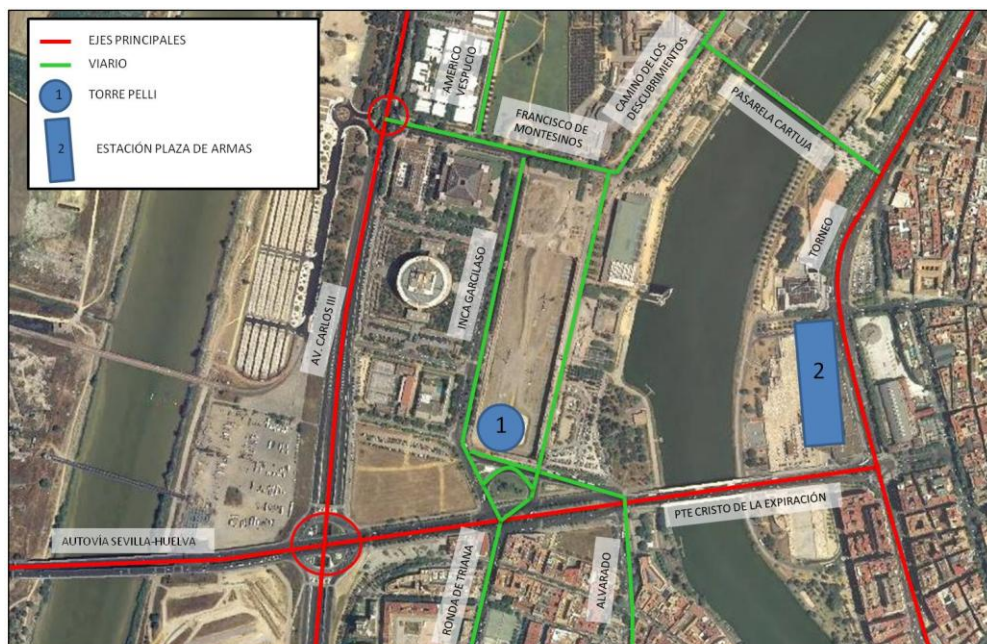 EJES PRINCIPALES
VIARIO
1
TORRE PELLI
2
ESTACIÓN PLAZA DE ARMAS
AMERICO
VESPUCIO
FRANCISCO DE
MONTESINOS
CAMINO DE LOS
DESCUBRIMIENTOS
PASARELA CARTUJA
TORNEO
INCA GARCILASO
AV. CARLOS III
2
1
PTE CRISTO DE LA EXPIRACIÓN
AUTOVÍA SEVILLA-HUELVA
RONDA DE TRIANA
ALVARADO